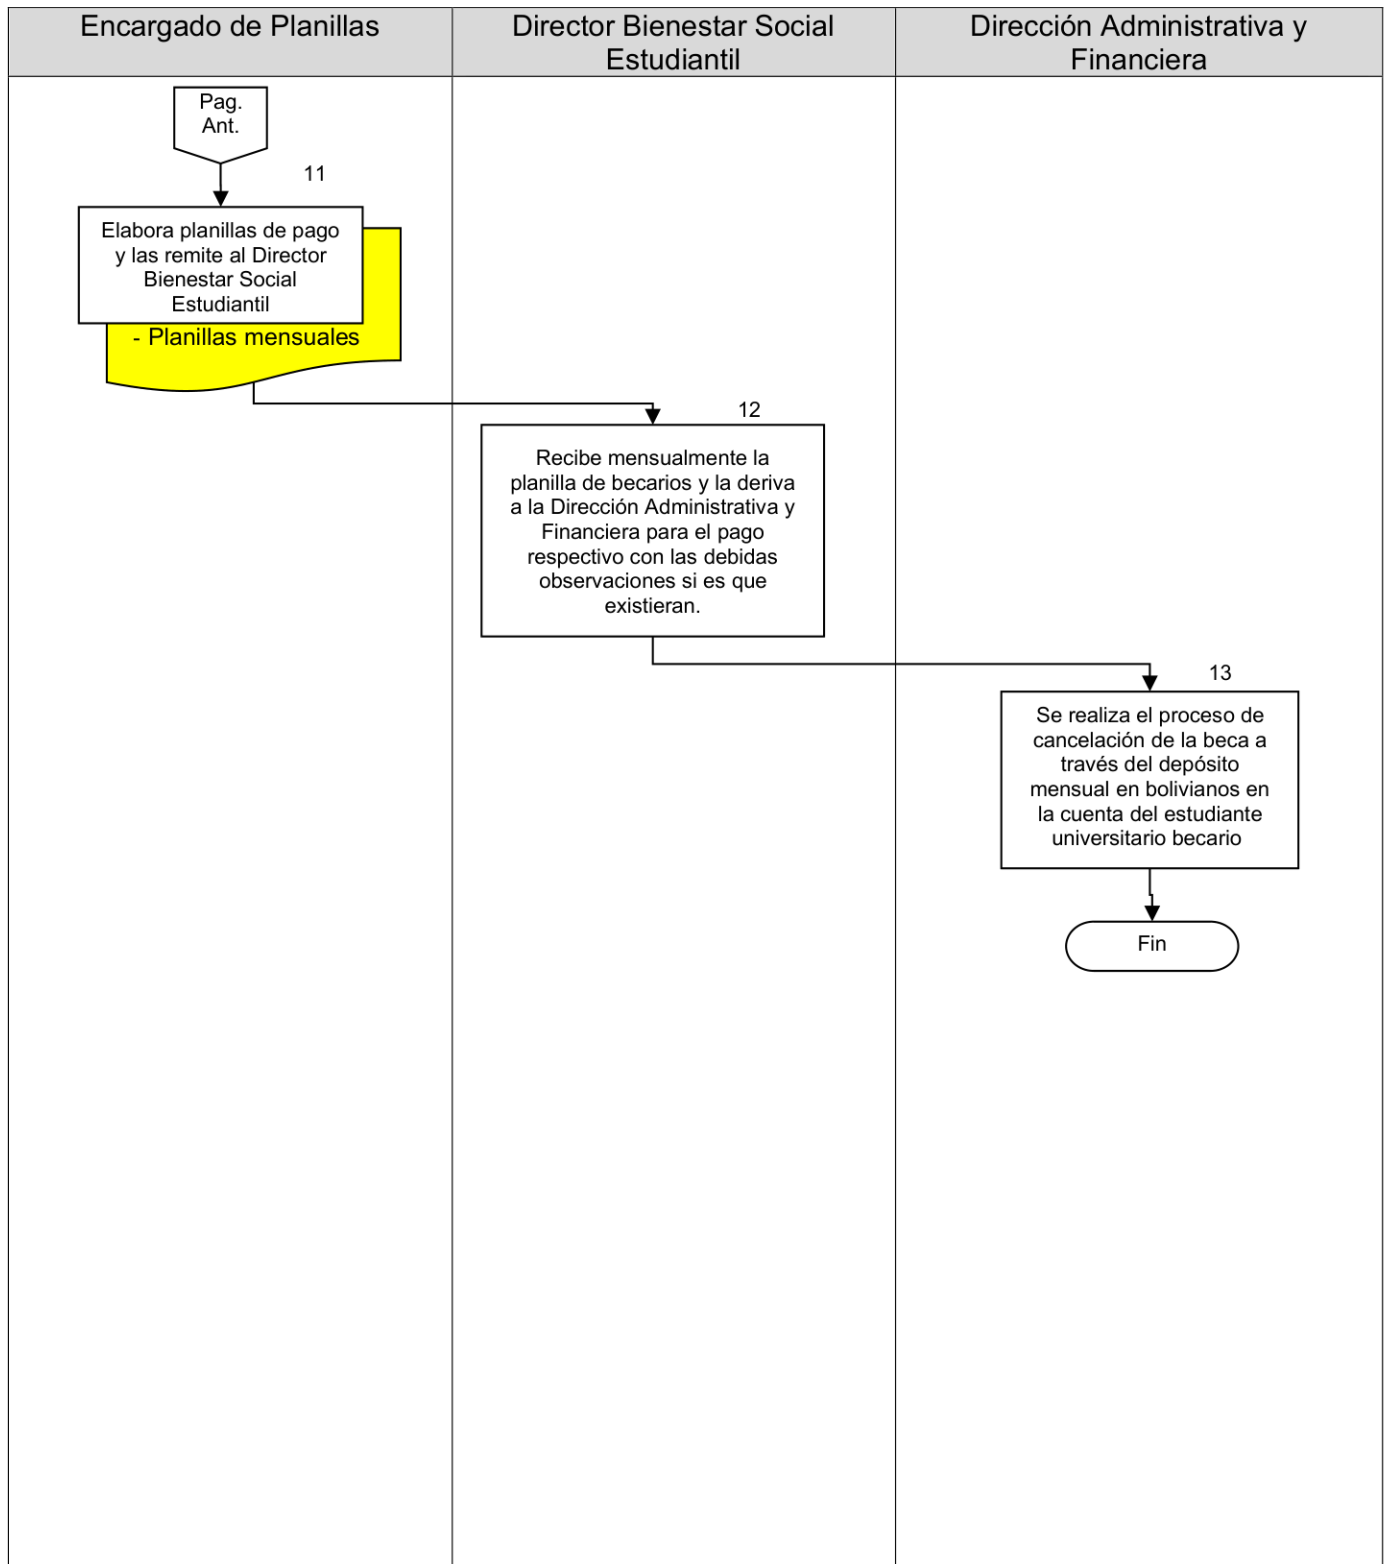 Encargado de Planillas
Director Bienestar Social
Estudiantil
Dirección Administrativa y
Financiera
Pag.
Ant.
11
Elabora planillas de pago
y las remite al Director
Bienestar Social
Estudiantil
- Planillas mensuales
12
Recibe mensualmente la
planilla de becarios y la deriva
a la Dirección Administrativa y
Financiera para el pago
respectivo con las debidas
observaciones si es que
existieran.
13
Se realiza el proceso de
cancelación de la beca a
través del depósito
mensual en bolivianos en
la cuenta del estudiante
universitario becario
Fin